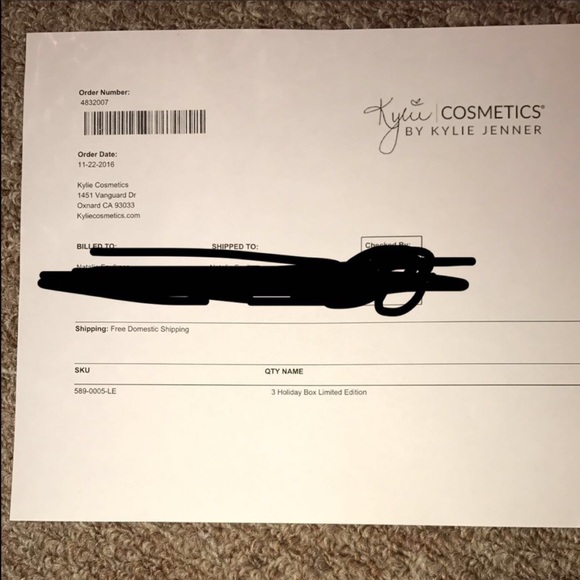 Order Number:
4832007
Kylie COSMETICS®
BY KYLIE JENNER
Order Date:
11-22-2016
Kylie Cosmetics
1451 Vanguard Dr
Oxnard CA 93033
Kyliecosmetics.com
BILLED TO: SHIPPED TO: Checked By:
Shipping: Free Domestic Shipping
SKU QTY NAME
589-0005-LE 3 Holiday Box Limited Edition